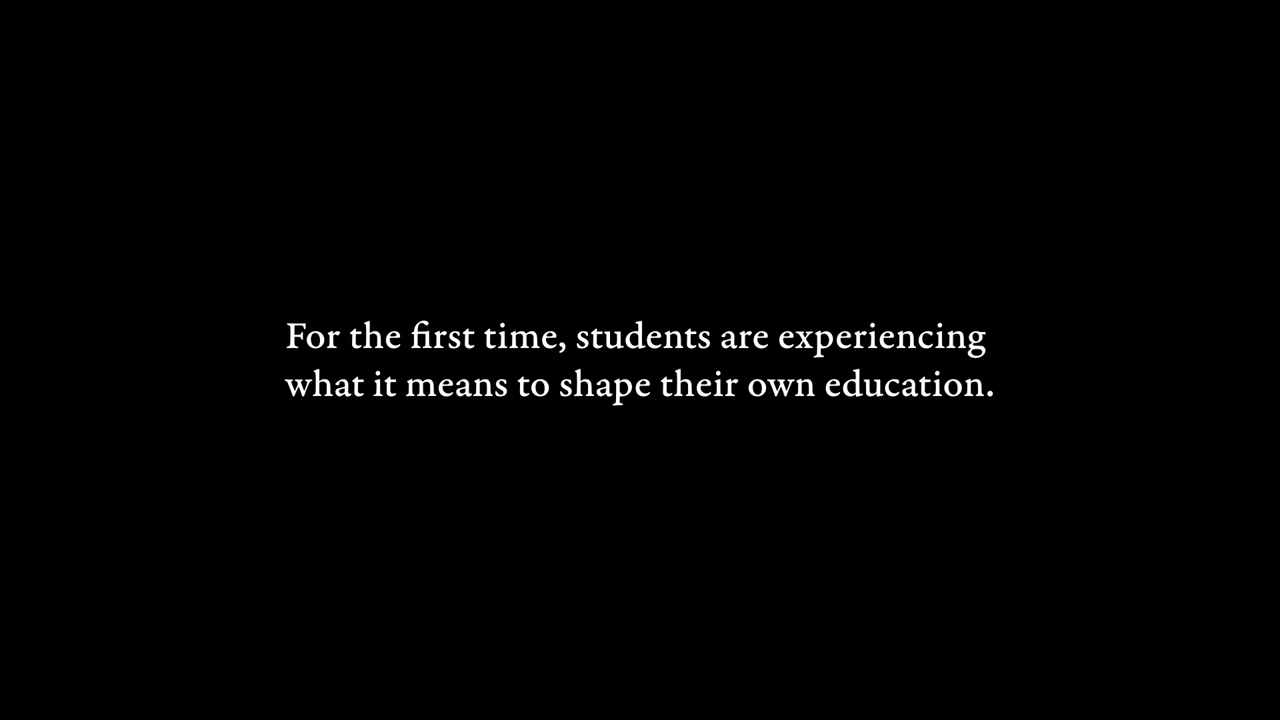 For the first time, students are experiencing
what it means to shape their own education.